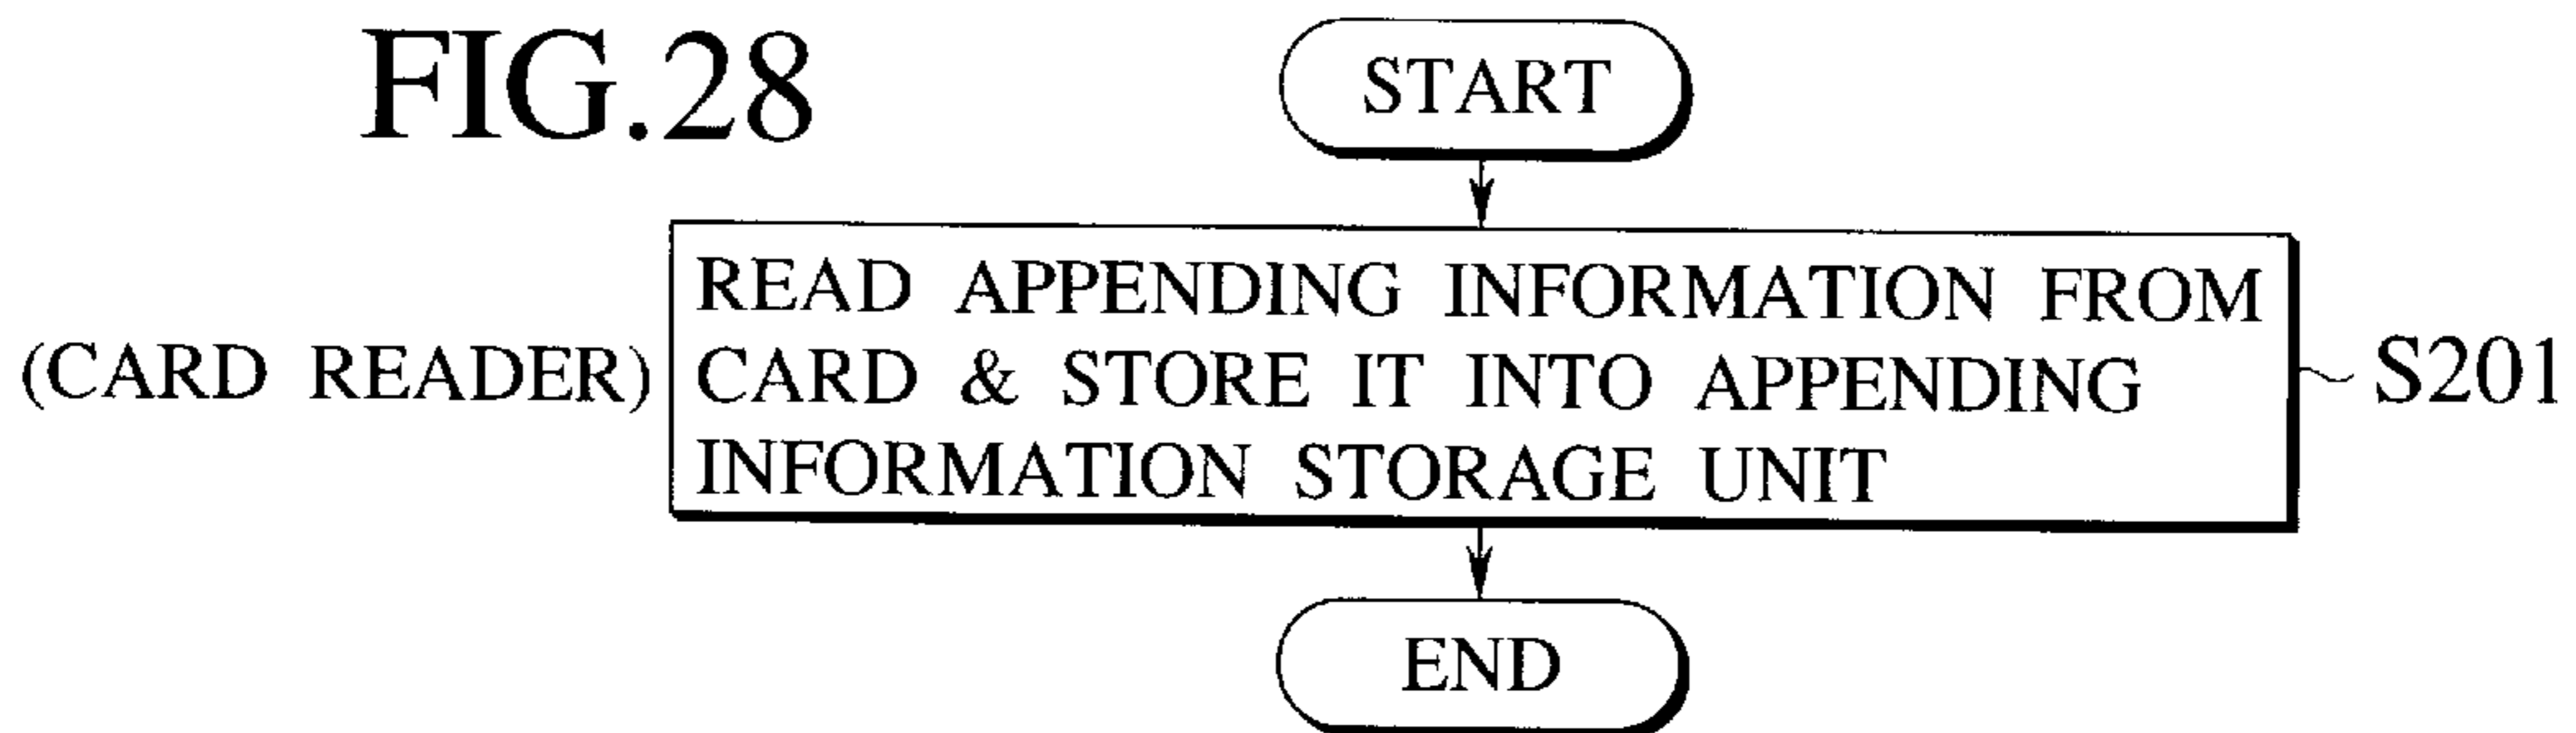 FIG.28
START
READ APPENDING INFORMATION FROM
(CARD READER) CARD & STORE IT INTO APPENDING S201
INFORMATION STORAGE UNIT
END